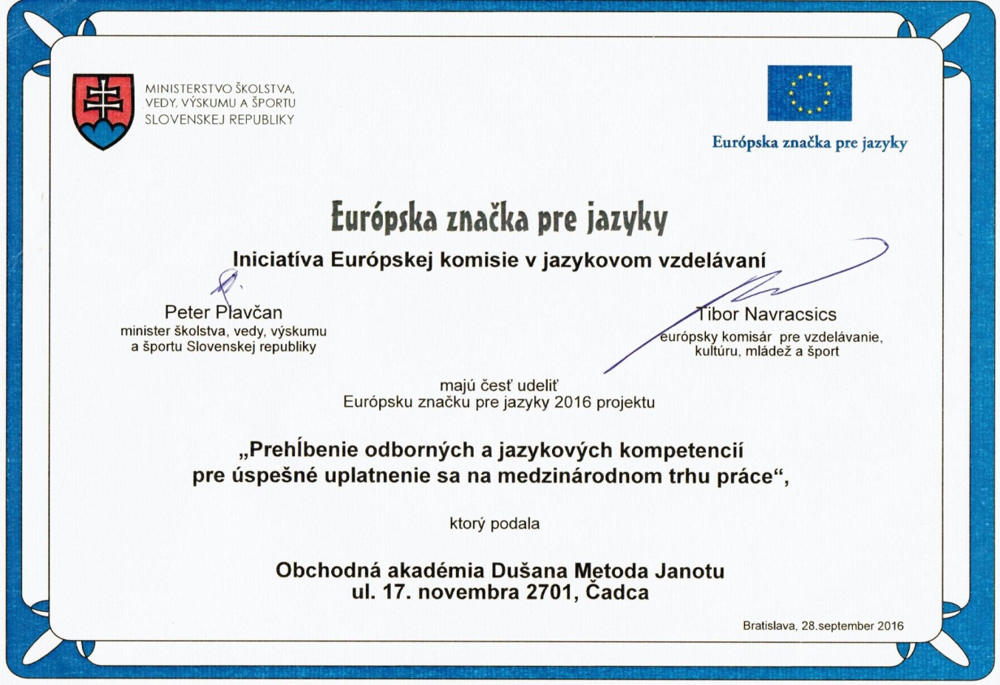 MINISTERSTVO ŠKOLSTVA,
VEDY, VÝSKUMU A ŠPORTU
SLOVENSKEJ REPUBLIKY
Európska značka pre jazyky
Európska značka pre jazyky
Iniciatíva Európskej komisie v jazykovom vzdelávaní
Peter Plavčan
minister školstva, vedy, výskumu
a športu Slovenskej republiky
Tibor Navracsics
európsky komisár pre vzdelávanie,
kultúru, mládež a šport
majú česť udeliť
Európsku značku pre jazyky 2016 projektu
„Prehĺbenie odborných a jazykových kompetencií
pre úspešné uplatnenie sa na medzinárodnom trhu práce“,
ktorý podala
Obchodná akadémia Dušana Metoda Janotu
ul. 17. novembra 2701, Čadca
Bratislava, 28.september 2016